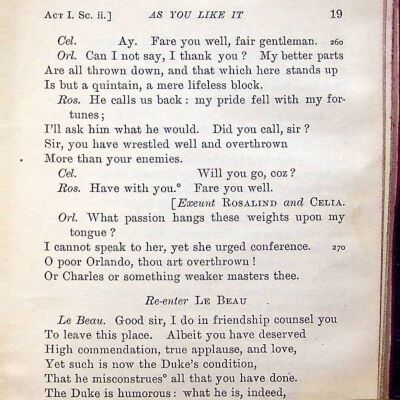 ACT I. Sc. ii.] AS YOU LIKE IT 19
Cel. Ay. Fare you well, fair gentleman. 260
Orl. Can I not say, I thank you? My better parts
Are all thrown down, and that which here stands up
Is but a quintain, a mere lifeless block.
Ros. He calls us back: my pride fell with my for-
tunes;
I'll ask him what he would. Did you call, sir?
Sir, you have wrestled well and overthrown
More than your enemies.
Cel. Will you go, coz?
Ros. Have with you.° Fare you well.
[Exeunt ROSALIND and CELIA.
Orl. What passion hangs these weights upon my
tongue?
I cannot speak to her, yet she urged conference. 270
O poor Orlando, thou art overthrown!
Or Charles or something weaker masters thee.
Re-enter LE BEAU
Le Beau. Good sir, I do in friendship counsel you
To leave this place. Albeit you have deserved
High commendation, true applause, and love,
Yet such is now the Duke's condition,
That he misconstrues° all that you have done.
The Duke is humorous: what he is, indeed,